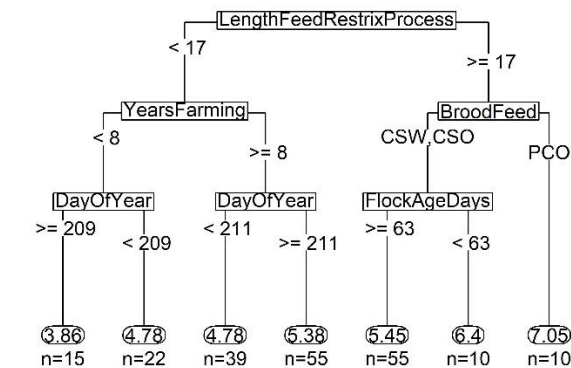 LengthFeedRestrixProcess
< 17
>= 17
YearsFarming
BroodFeed
< 8
>= 8
CSW,CSO
PCO
DayOfYear
DayOfYear
FlockAgeDays
>= 209
< 209
< 211
>= 211
>= 63
< 63
3.86
4.78
4.78
5.38
5.45
6.4
7.05
n=15
n=22
n=39
n=55
n=55
n=10
n=10